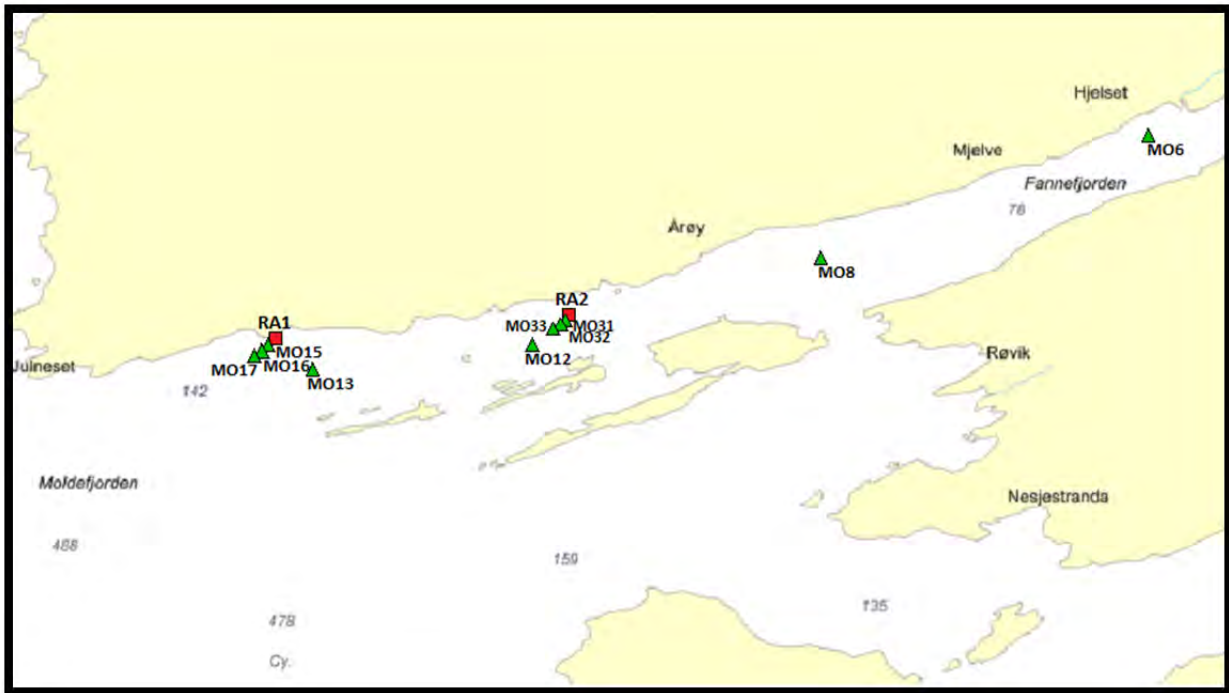 Hjelset
MO6
Mjelve
Fannefjorden
76
Årøy
MO8
RA2
RA1
MO33
MO31
MO32
MO12
MO15
MO16
MO17
MO13
Julneset
142
Røvik
Moldefjorden
Nesjestranda
488
159
135
478
Cy.